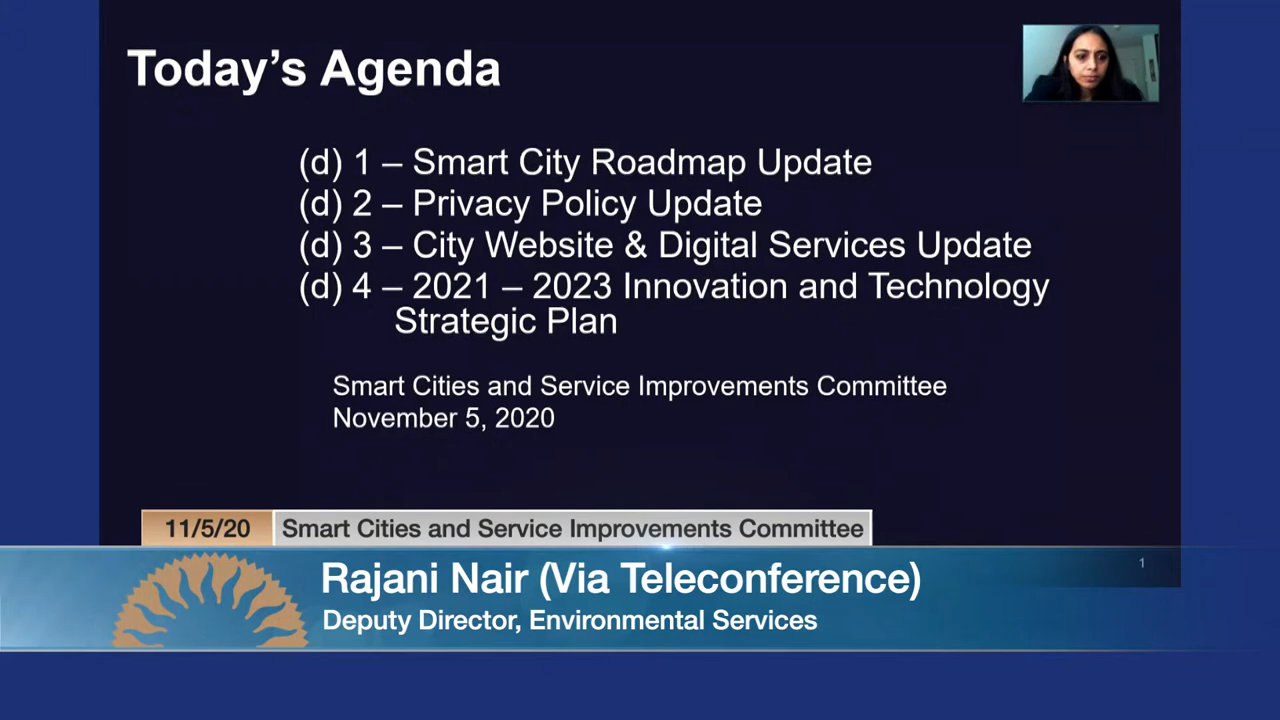 Today's Agenda
(d) 1 – Smart City Roadmap Update
(d) 2 – Privacy Policy Update
(d) 3 – City Website & Digital Services Update
(d) 4 – 2021 – 2023 Innovation and Technology
Strategic Plan
Smart Cities and Service Improvements Committee
November 5, 2020
11/5/20 Smart Cities and Service Improvements Committee
1
Rajani Nair (Via Teleconference)
Deputy Director, Environmental Services